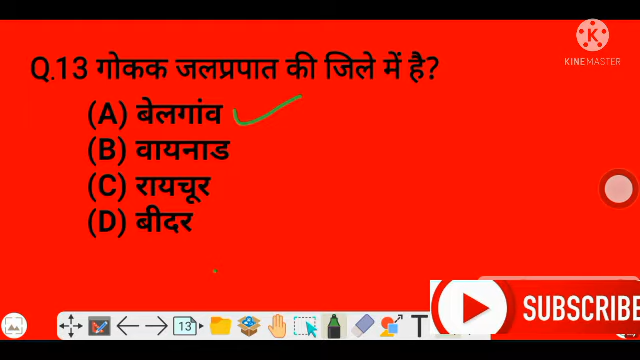 KINEMASTER
Q.13 गोकक जलप्रपात की जिले में है?
(A) बेलगांव
(B) वायनाड
(C) रायचूर
(D) बीदर
13
T
SUBSCRIBE